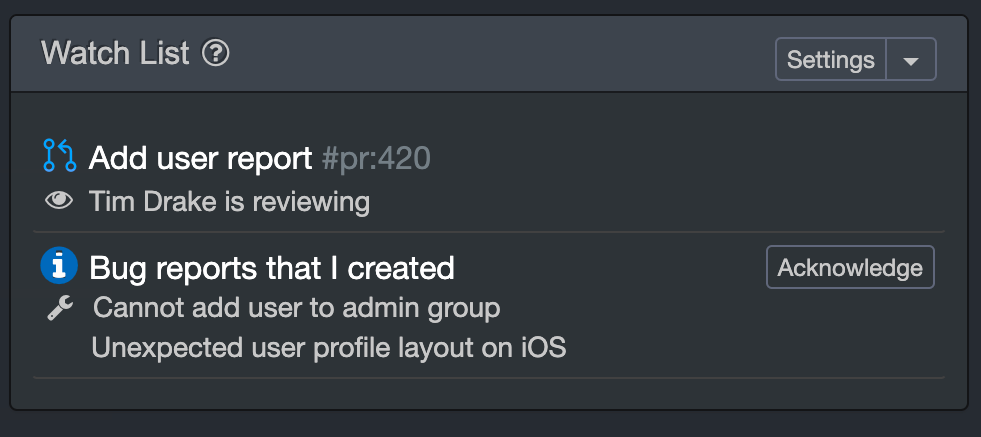 Watch List
Settings
Add user report #pr:420
Tim Drake is reviewing
Bug reports that I created
Acknowledge
Cannot add user to admin group
Unexpected user profile layout on iOS